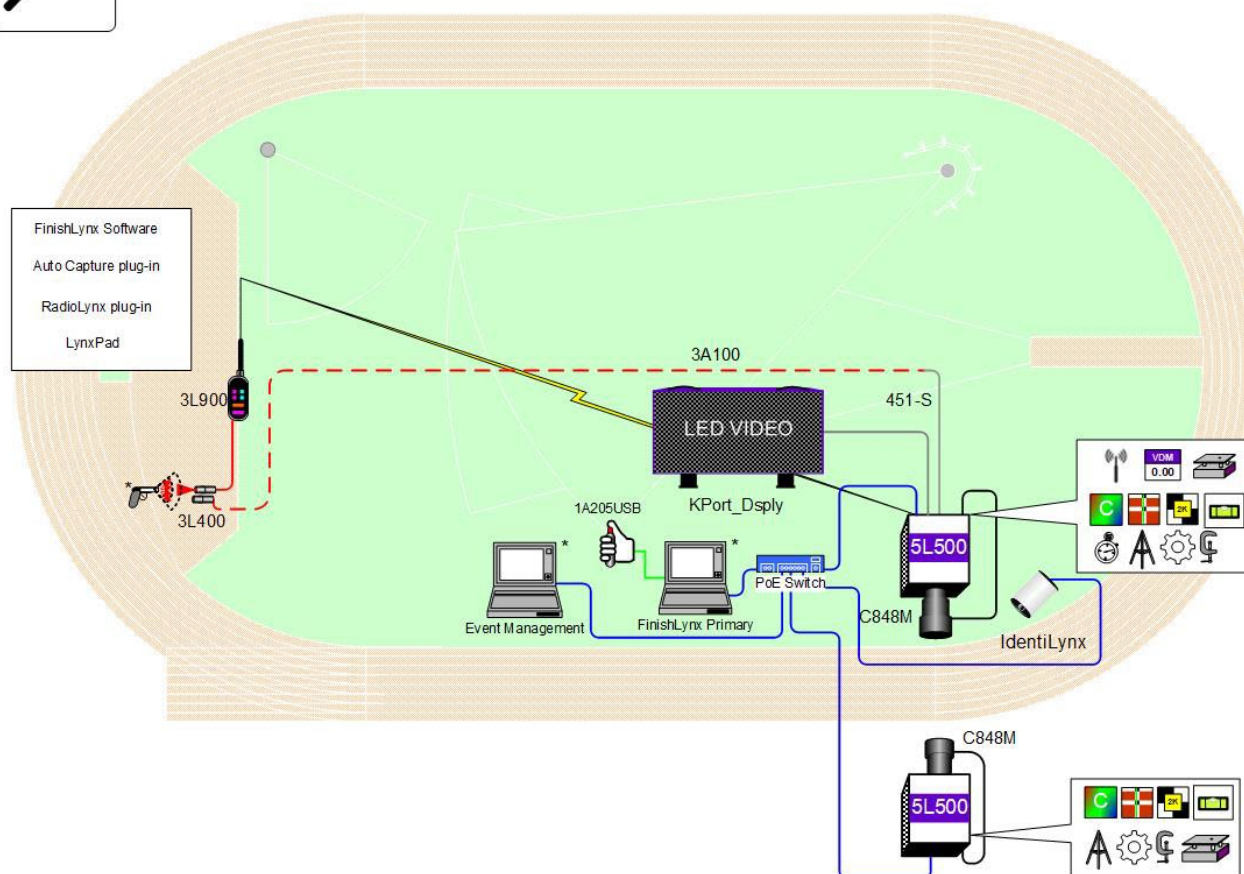 FinishLynx Software
Auto Capture plug-in
RadioLynx plug-in
LynxPad
3A100
3L900
451-S
LED VIDEO
VDM
0.00
*
3L400
KPort_Dsply
C
2K
1A205USB
*
*
5L500
PoE Switch
Event Management
FinishLynx Primary
C848M
IdentiLynx
C848M
5L500
C
2K